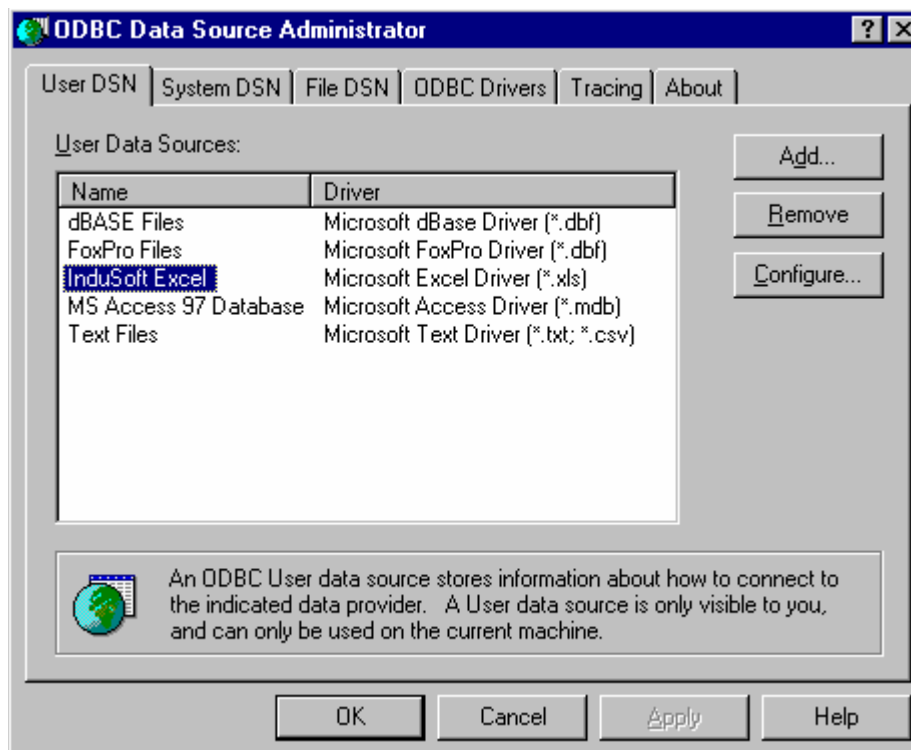 ODBC Data Source Administrator
User DSN System DSN File DSN ODBC Drivers Tracing About
User Data Sources:
Add...
Name Driver
dBASE Files Microsoft dBase Driver (*.dbf)
Remove
FoxPro Files Microsoft FoxPro Driver (*.dbf)
InduSoft Excel Microsoft Excel Driver (*.xls)
Configure...
MS Access 97 Database Microsoft Access Driver (*.mdb)
Text Files Microsoft Text Driver (*.txt; *.csv)
An ODBC User data source stores information about how to connect to
the indicated data provider. A User data source is only visible to you,
and can only be used on the current machine.
OK Cancel Apply Help